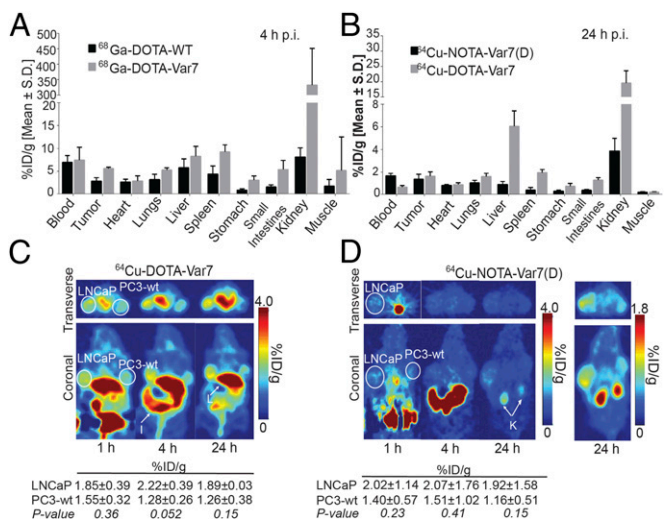 A
68Ga-DOTA-WT
68Ga-DOTA-Var7
4 h p.i.
%ID/g [Mean ± S.D.]
500
450
400
350
300
250
200
150
100
50
20
15
10
5
0
Blood
Tumor
Heart
Lungs
Liver
Spleen
Stomach
Small
Intestines
Kidney
Muscle
B
64Cu-NOTA-Var7(D)
64Cu-DOTA-Var7
24 h p.i.
%ID/g [Mean ± S.D.]
35
30
25
20
15
10
8
6
4
2
0
Blood
Tumor
Heart
Lungs
Liver
Spleen
Stomach
Small
Intestines
Kidney
Muscle
C
64Cu-DOTA-Var7
Transverse
LNCaP
PC3-wt
Coronal
LNCaP
PC3-wt
L
I
4.0
%ID/g
0
1 h 4 h 24 h
%ID/g
LNCaP 1.85±0.39 2.22±0.39 1.89±0.03
PC3-wt 1.55±0.32 1.28±0.26 1.26±0.38
P-value 0.36 0.052 0.15
D
64Cu-NOTA-Var7(D)
Transverse
LNCaP
Coronal
LNCaP
PC3-wt
K
4.0
%ID/g
0
1.8
%ID/g
0
1 h 4 h 24 h 24 h
%ID/g
LNCaP 2.02±1.14 2.07±1.76 1.92±1.58
PC3-wt 1.40±0.57 1.51±1.02 1.16±0.51
P-value 0.23 0.41 0.15